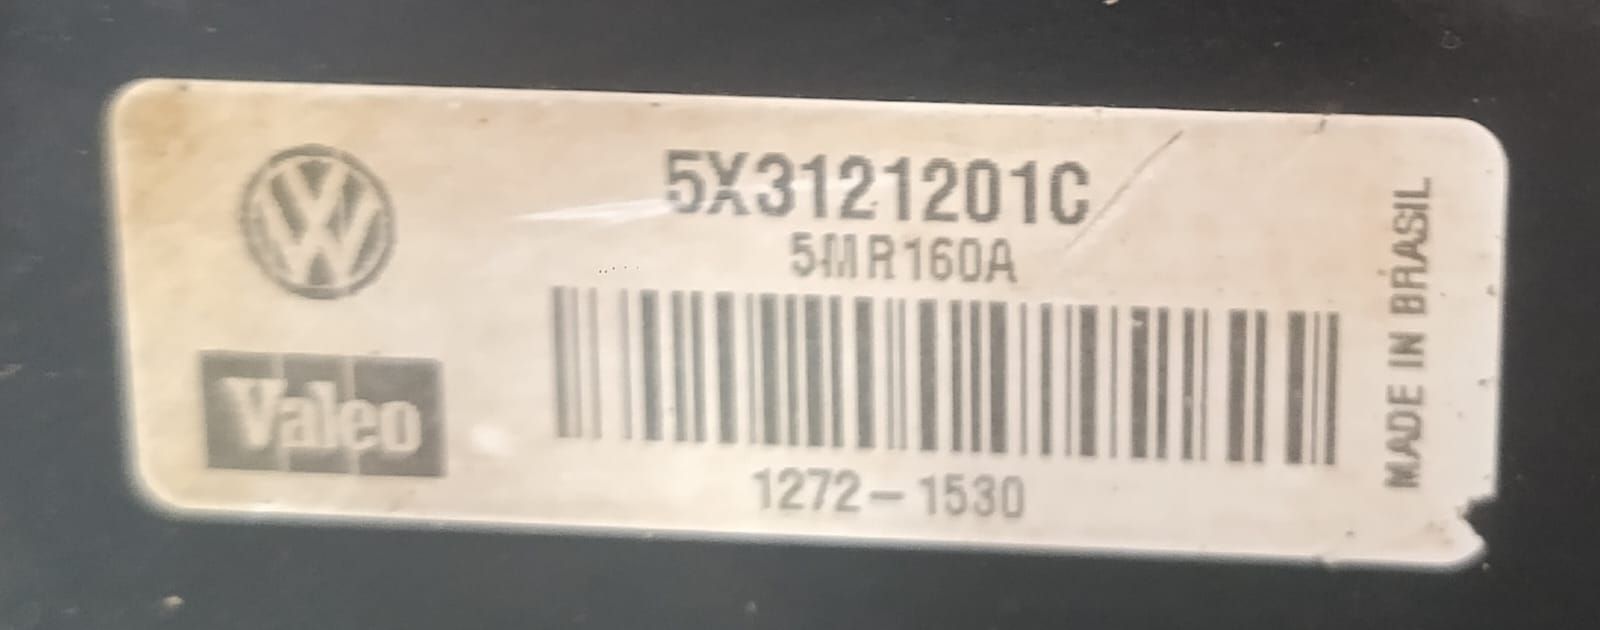 5X3121201C
5MR160A
Valeo
1272-1530
MADE IN BRASIL